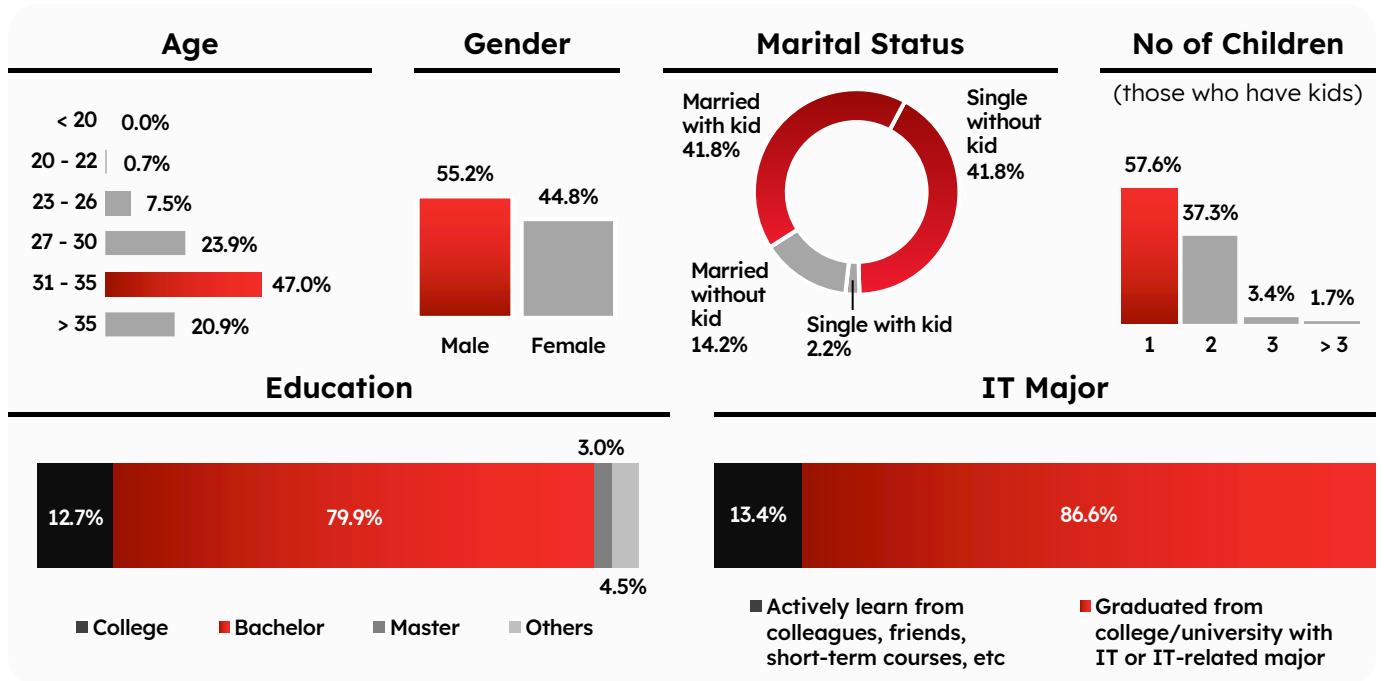 Age
< 20 0.0%
20 - 22 0.7%
23 - 26 7.5%
27 - 30 23.9%
31 - 35 47.0%
> 35 20.9%
Gender
55.2%
44.8%
Male Female
Marital Status
Married
with kid
41.8%
Single
without
kid
41.8%
Married
without
kid
14.2%
Single with kid
2.2%
No of Children
(those who have kids)
57.6%
37.3%
3.4%
1.7%
1 2 3 > 3
Education
3.0%
12.7% 79.9%
4.5%
College Bachelor Master Others
IT Major
13.4% 86.6%
Actively learn from
colleagues, friends,
short-term courses, etc
Graduated from
college/university with
IT or IT-related major